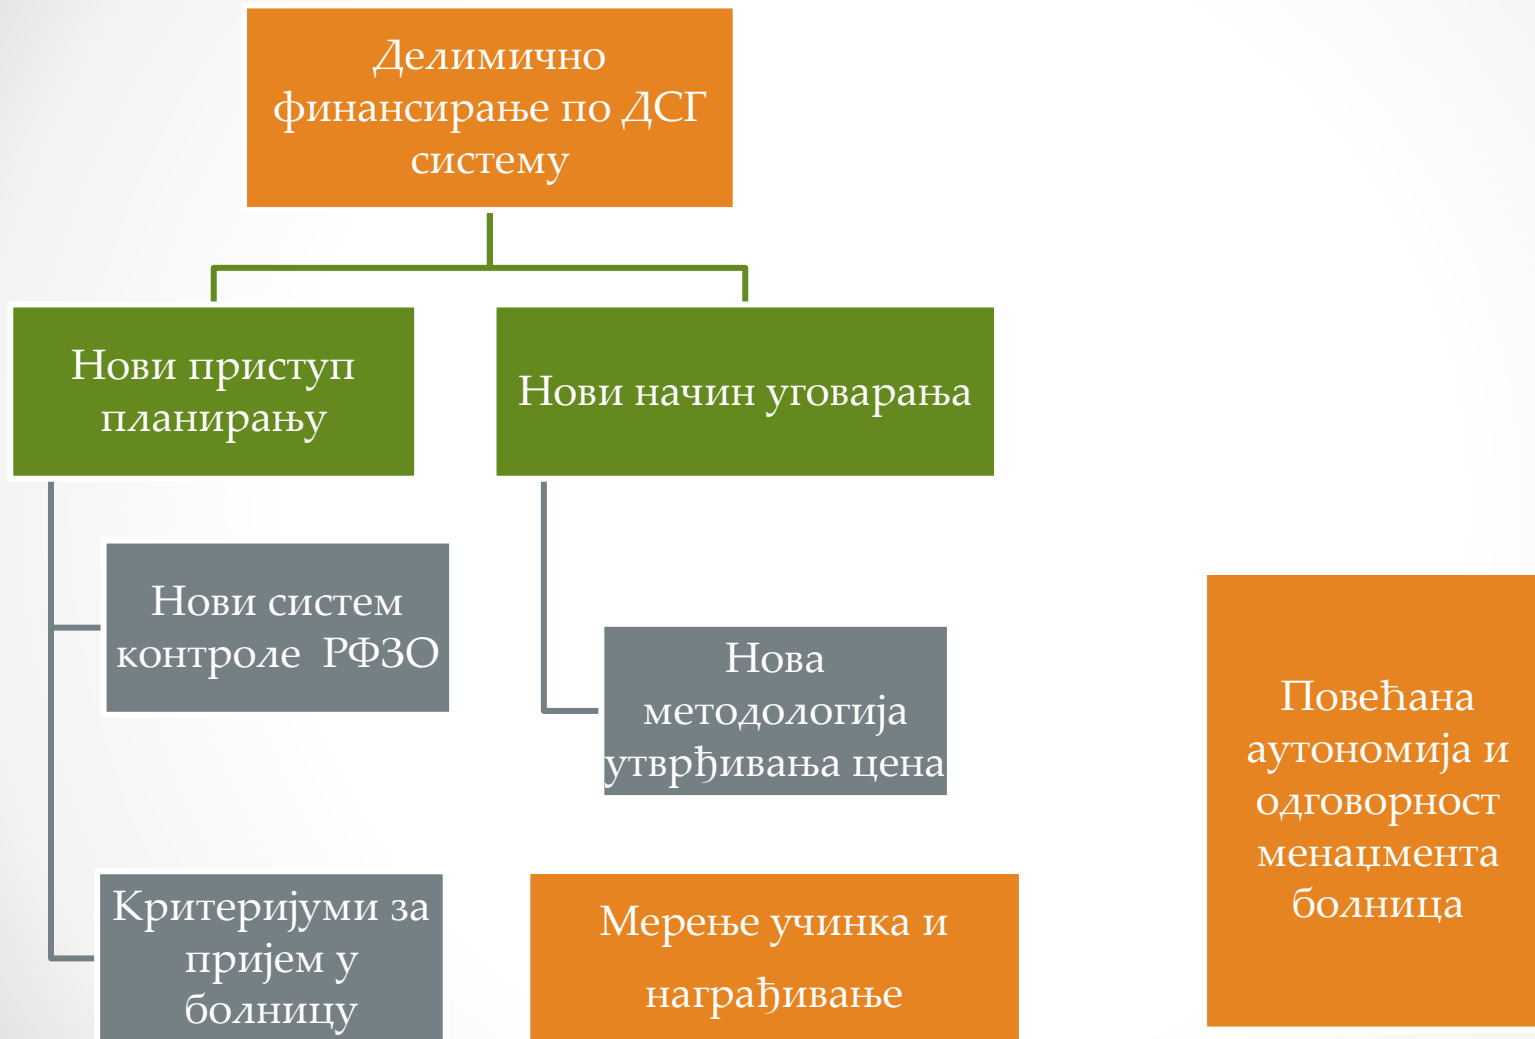 Делимично
финансирање по ДСГ
систему
Нови приступ
планирању
Нови начин уговарања
Нови систем
контроле РФЗО
Нова
методологија
утврђивања цена
Критеријуми за
пријем у
болницу
Мерење учинка и
награђивање
Повећана
аутономија и
одговорност
менаџмента
болница